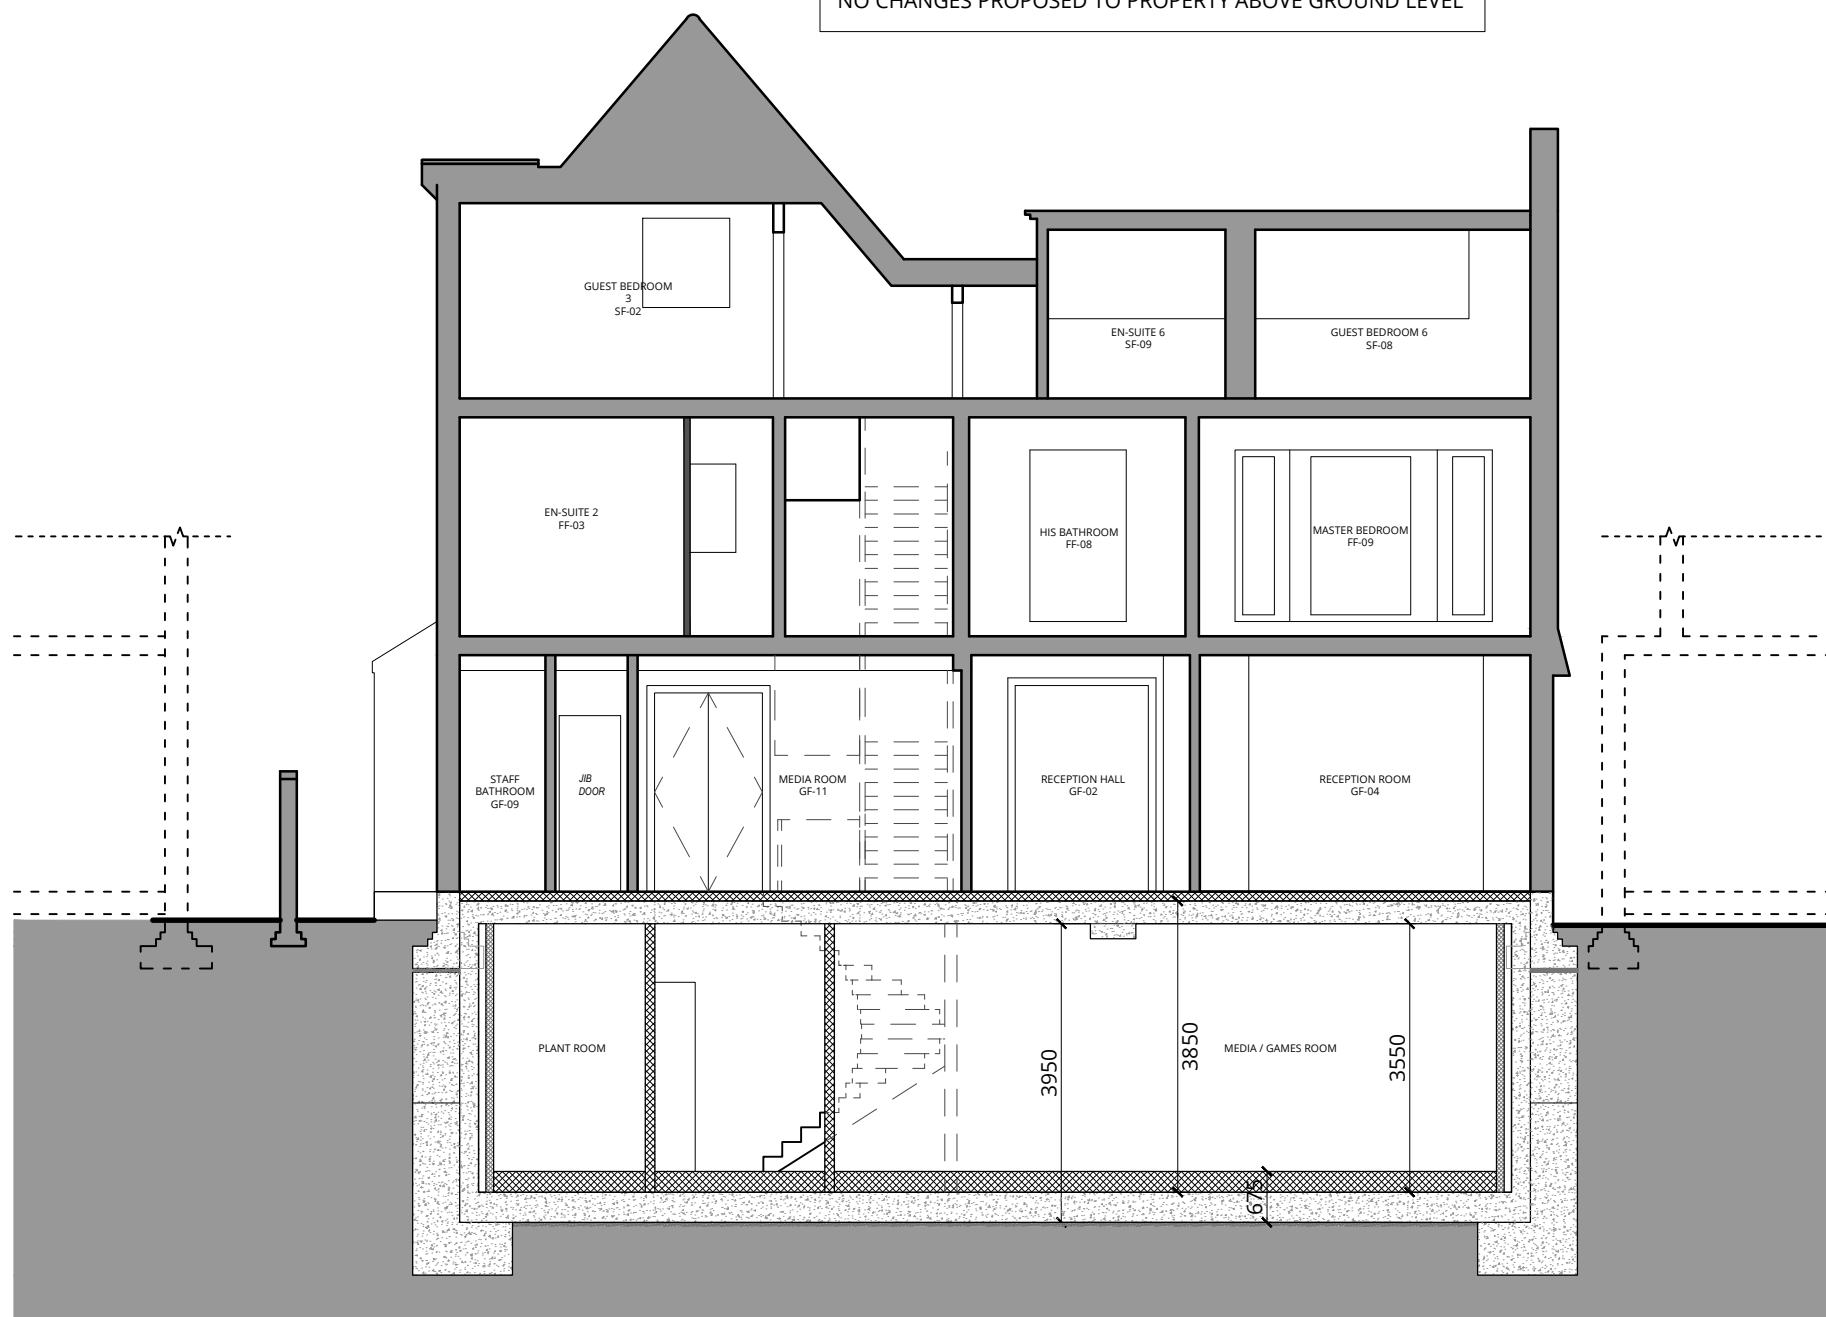 NO CHANGES PROPOSED TO PROPERTY ABOVE GROUND LEVEL
GUEST BEDROOM
3
SF-02
EN-SUITE 6
SF-09
GUEST BEDROOM 6
SF-08
EN-SUITE 2
FF-03
HIS BATHROOM
FF-08
MASTER BEDROOM
FF-09
STAFF
BATHROOM
GF-09
JIB
DOOR
MEDIA ROOM
GF-11
RECEPTION HALL
GF-02
RECEPTION ROOM
GF-04
PLANT ROOM
3950
3850
MEDIA / GAMES ROOM
3550
675